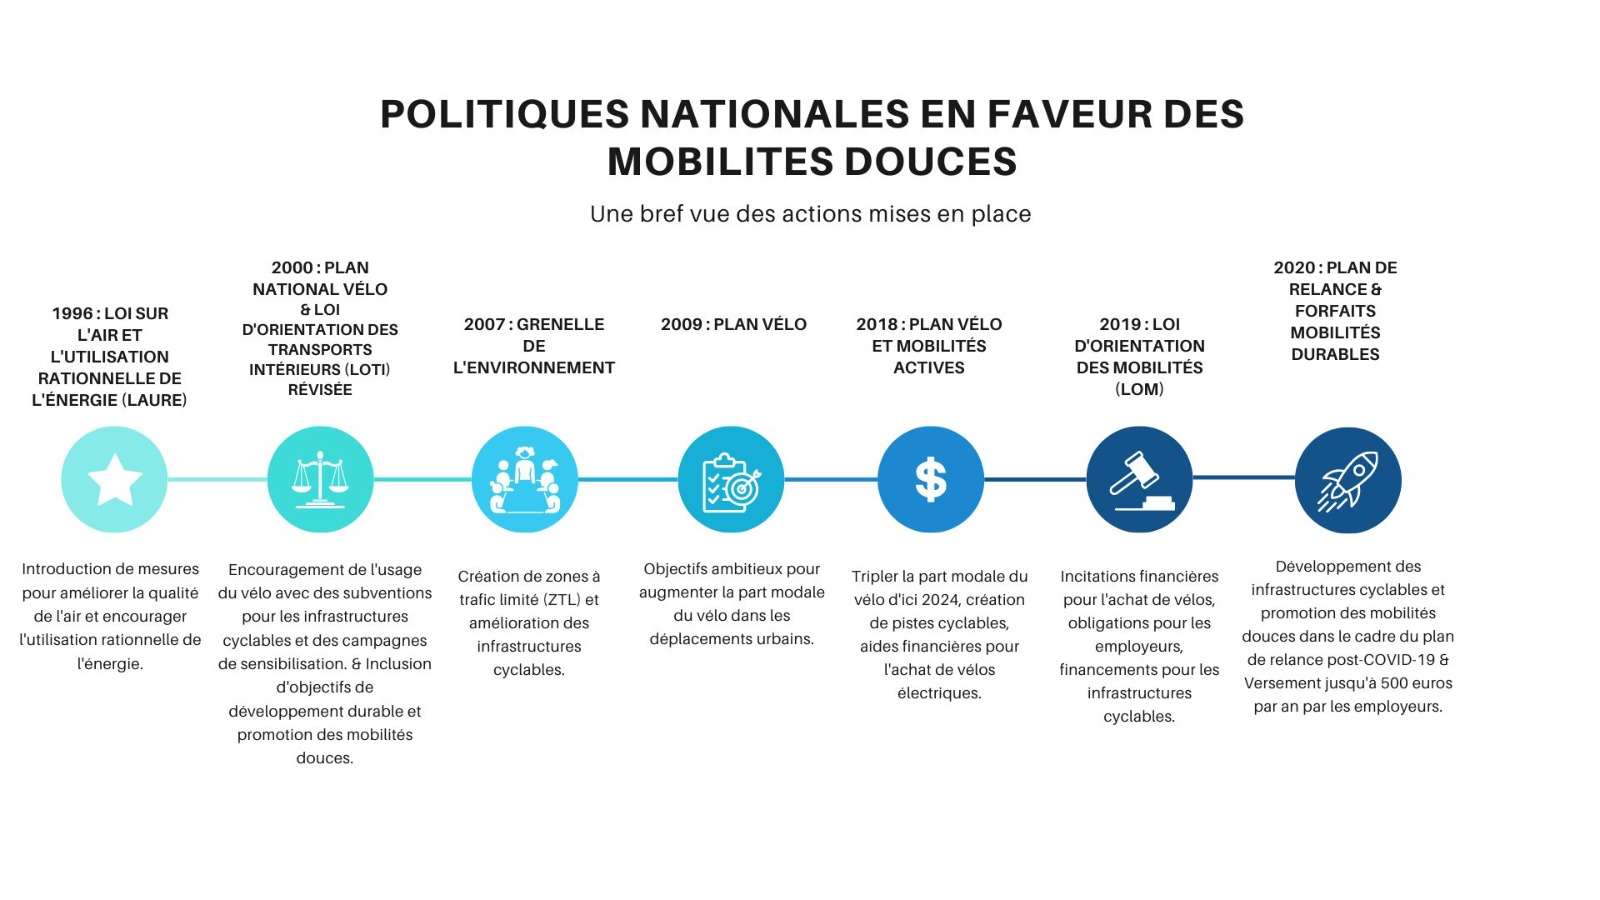 POLITIQUES NATIONALES EN FAVEUR DES
MOBILITES DOUCES
Une bref vue des actions mises en place
1996 : LOI SUR
L'AIR ET
L'UTILISATION
RATIONNELLE DE
L'ÉNERGIE (LAURE)
2000 : PLAN
NATIONAL VÉLO
& LOI
D'ORIENTATION DES
TRANSPORTS
INTÉRIEURS (LOTI)
RÉVISÉE
2007 : GRENELLE
DE
L'ENVIRONNEMENT
2009 : PLAN VÉLO
2018 : PLAN VÉLO
ET MOBILITÉS
ACTIVES
2019 : LOI
D'ORIENTATION
DES MOBILITÉS
(LOM)
2020 : PLAN DE
RELANCE &
FORFAITS
MOBILITÉS
DURABLES
$
Introduction de mesures
pour améliorer la qualité
de l'air et encourager
l'utilisation rationnelle de
l'énergie.
Encouragement de l'usage
du vélo avec des subventions
pour les infrastructures
cyclables et des campagnes
de sensibilisation. & Inclusion
d'objectifs de
développement durable et
promotion des mobilités
douces.
Création de zones à
trafic limité (ZTL) et
amélioration des
infrastructures
cyclables.
Objectifs ambitieux pour
augmenter la part modale
du vélo dans les
déplacements urbains.
Tripler la part modale du
vélo d'ici 2024, création
de pistes cyclables,
aides financières pour
l'achat de vélos
électriques.
Incitations financières
pour l'achat de vélos,
obligations pour les
employeurs,
financements pour les
infrastructures
cyclables.
Développement des
infrastructures cyclables et
promotion des mobilités
douces dans le cadre du plan
de relance post-COVID-19 &
Versement jusqu'à 500 euros
par an par les employeurs.